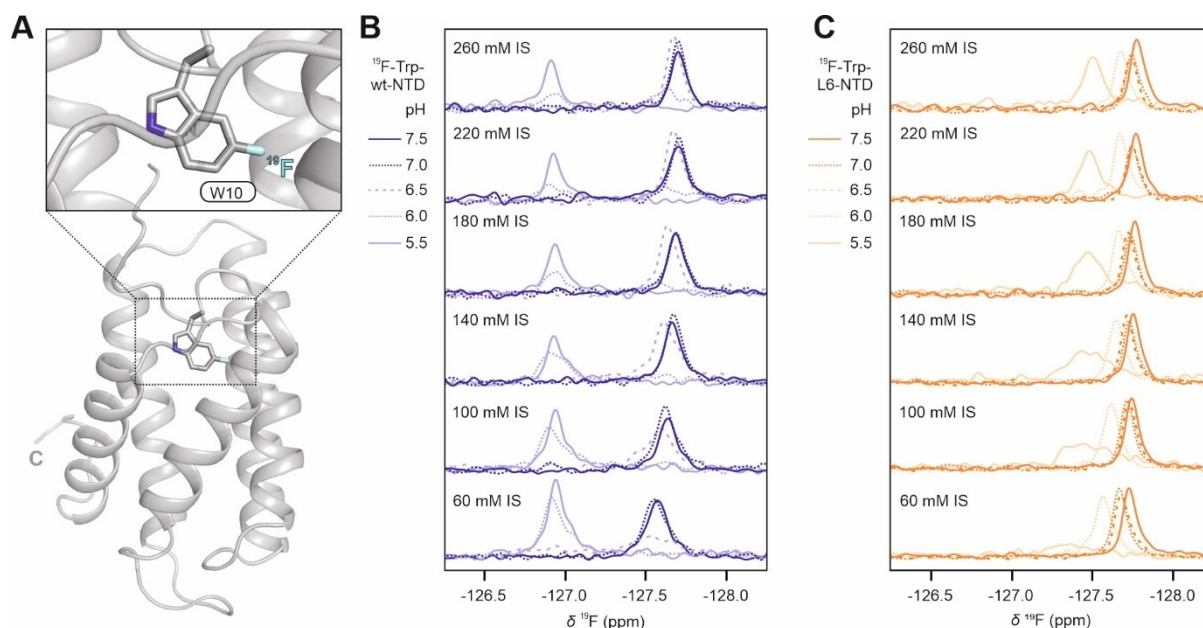 A
19F
W10
C
B
19F-Trp-
wt-NTD
pH
7.5
7.0
6.5
6.0
5.5
260 mM IS
220 mM IS
180 mM IS
140 mM IS
100 mM IS
60 mM IS
-126.5
-127.0
-127.5
-128.0
δ 19F (ppm)
C
19F-Trp-
L6-NTD
pH
7.5
7.0
6.5
6.0
5.5
260 mM IS
220 mM IS
180 mM IS
140 mM IS
100 mM IS
60 mM IS
-126.5
-127.0
-127.5
-128.0
δ 19F (ppm)